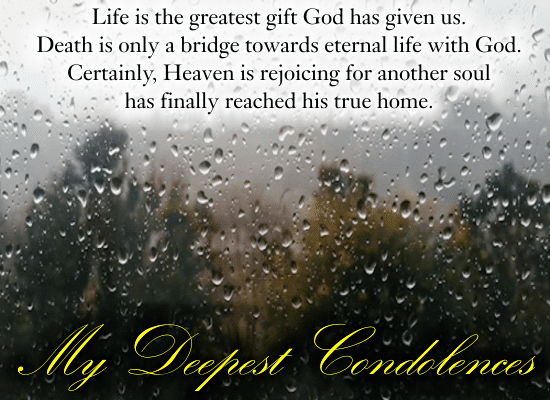 Life is the greatest gift God has given us.
Death is only a bridge towards eternal life with God.
Certainly, Heaven is rejoicing for another soul
has finally reached his true home.
My Deepest Condolences